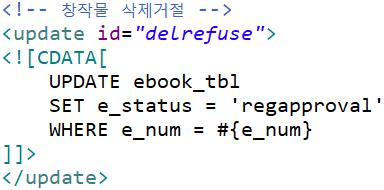 <!-- 창작물 삭제거절 -->
<update id="delrefuse">
<![CDATA[
    UPDATE ebook_tbl
    SET e_status = 'regapproval'
    WHERE e_num = #{e_num}
]]>
</update>